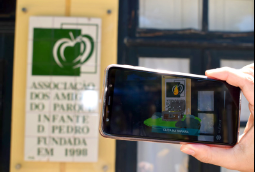 ASSOCIAÇÃO
DOS AMIGOS
DO PARQUE
INFANTE
D PEDRO
FUNDADA
EM 1998